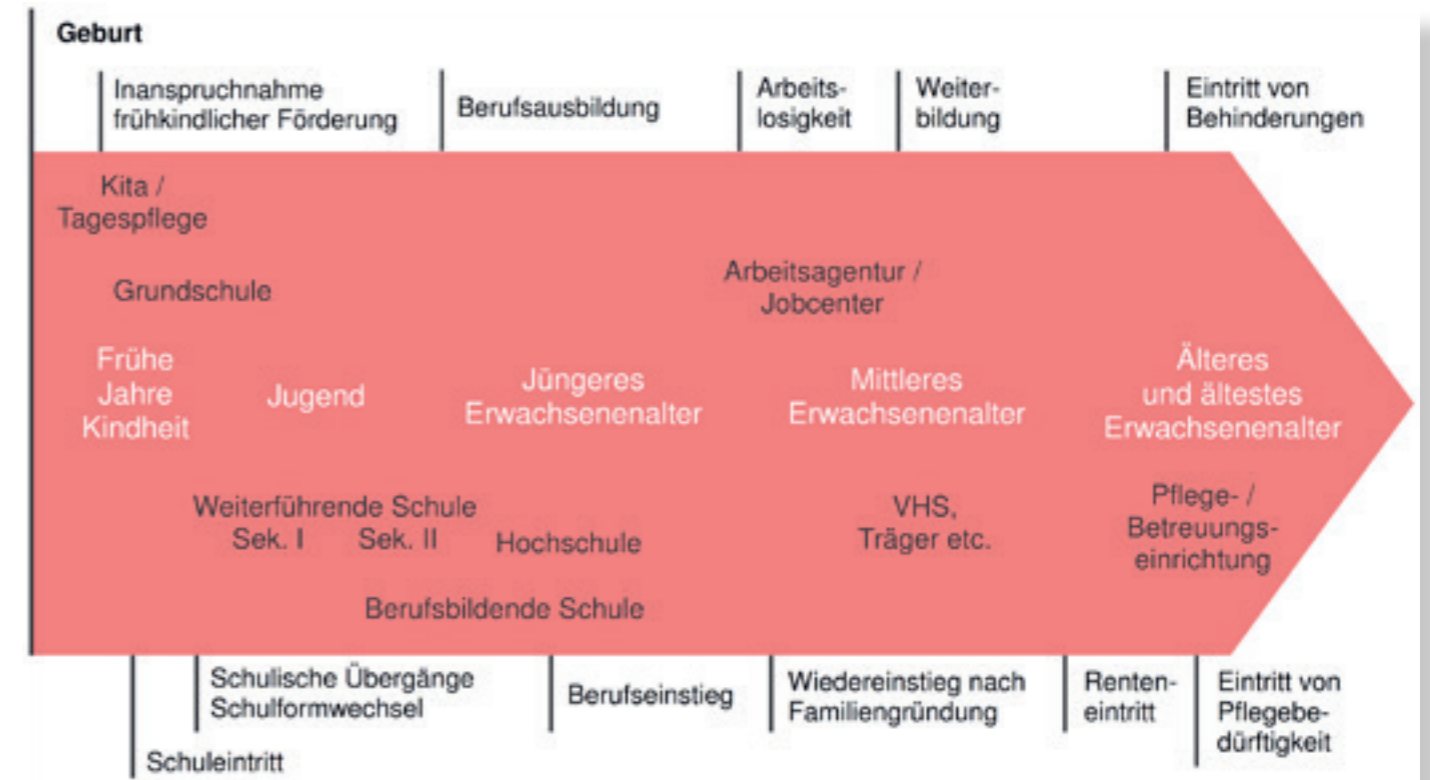 Geburt
Inanspruchnahme
frühkindlicher Förderung
Berufsausbildung
Arbeits-
losigkeit
Weiter-
bildung
Eintritt von
Behinderungen
Kita /
Tagespflege
Grundschule
Arbeitsagentur /
Jobcenter
Frühe
Jahre
Kindheit
Jugend
Jüngeres
Erwachsenenalter
Mittleres
Erwachsenenalter
Älteres
und ältestes
Erwachsenenalter
Weiterführende Schule
Sek. I Sek. II
Hochschule
Berufsbildende Schule
VHS,
Träger etc.
Pflege- /
Betreuungs-
einrichtung
Schuleintritt
Schulische Übergänge
Schulformwechsel
Berufseinstieg
Wiedereinstieg nach
Familiengründung
Renten-
eintritt
Eintritt von
Pflegebe-
dürftigkeit